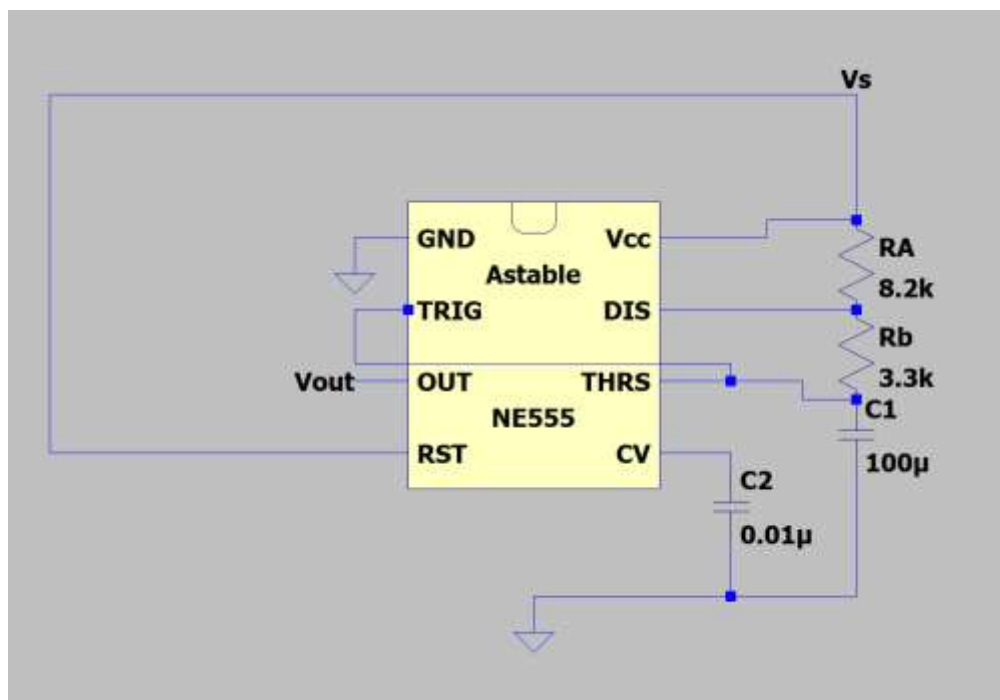 Vs
GND
Vcc
RA
Astable
8.2k
TRIG
DIS
Rb
Vout
OUT
THRS
3.3k
C1
NE555
RST
CV
100µ
C2
0.01µ